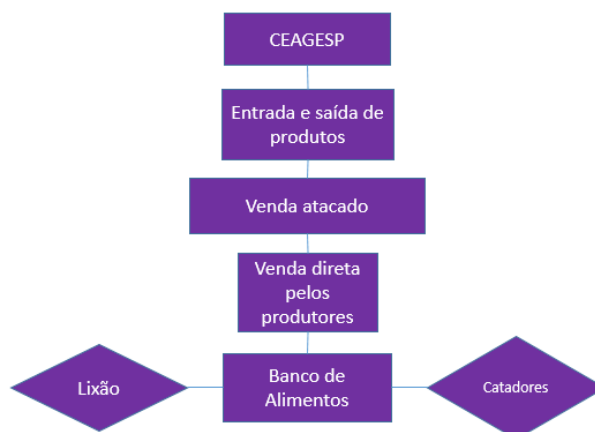 CEAGESP
Entrada e saída de
produtos
Venda atacado
Venda direta
pelos
produtores
Lixão
Banco de
Alimentos
Catadores